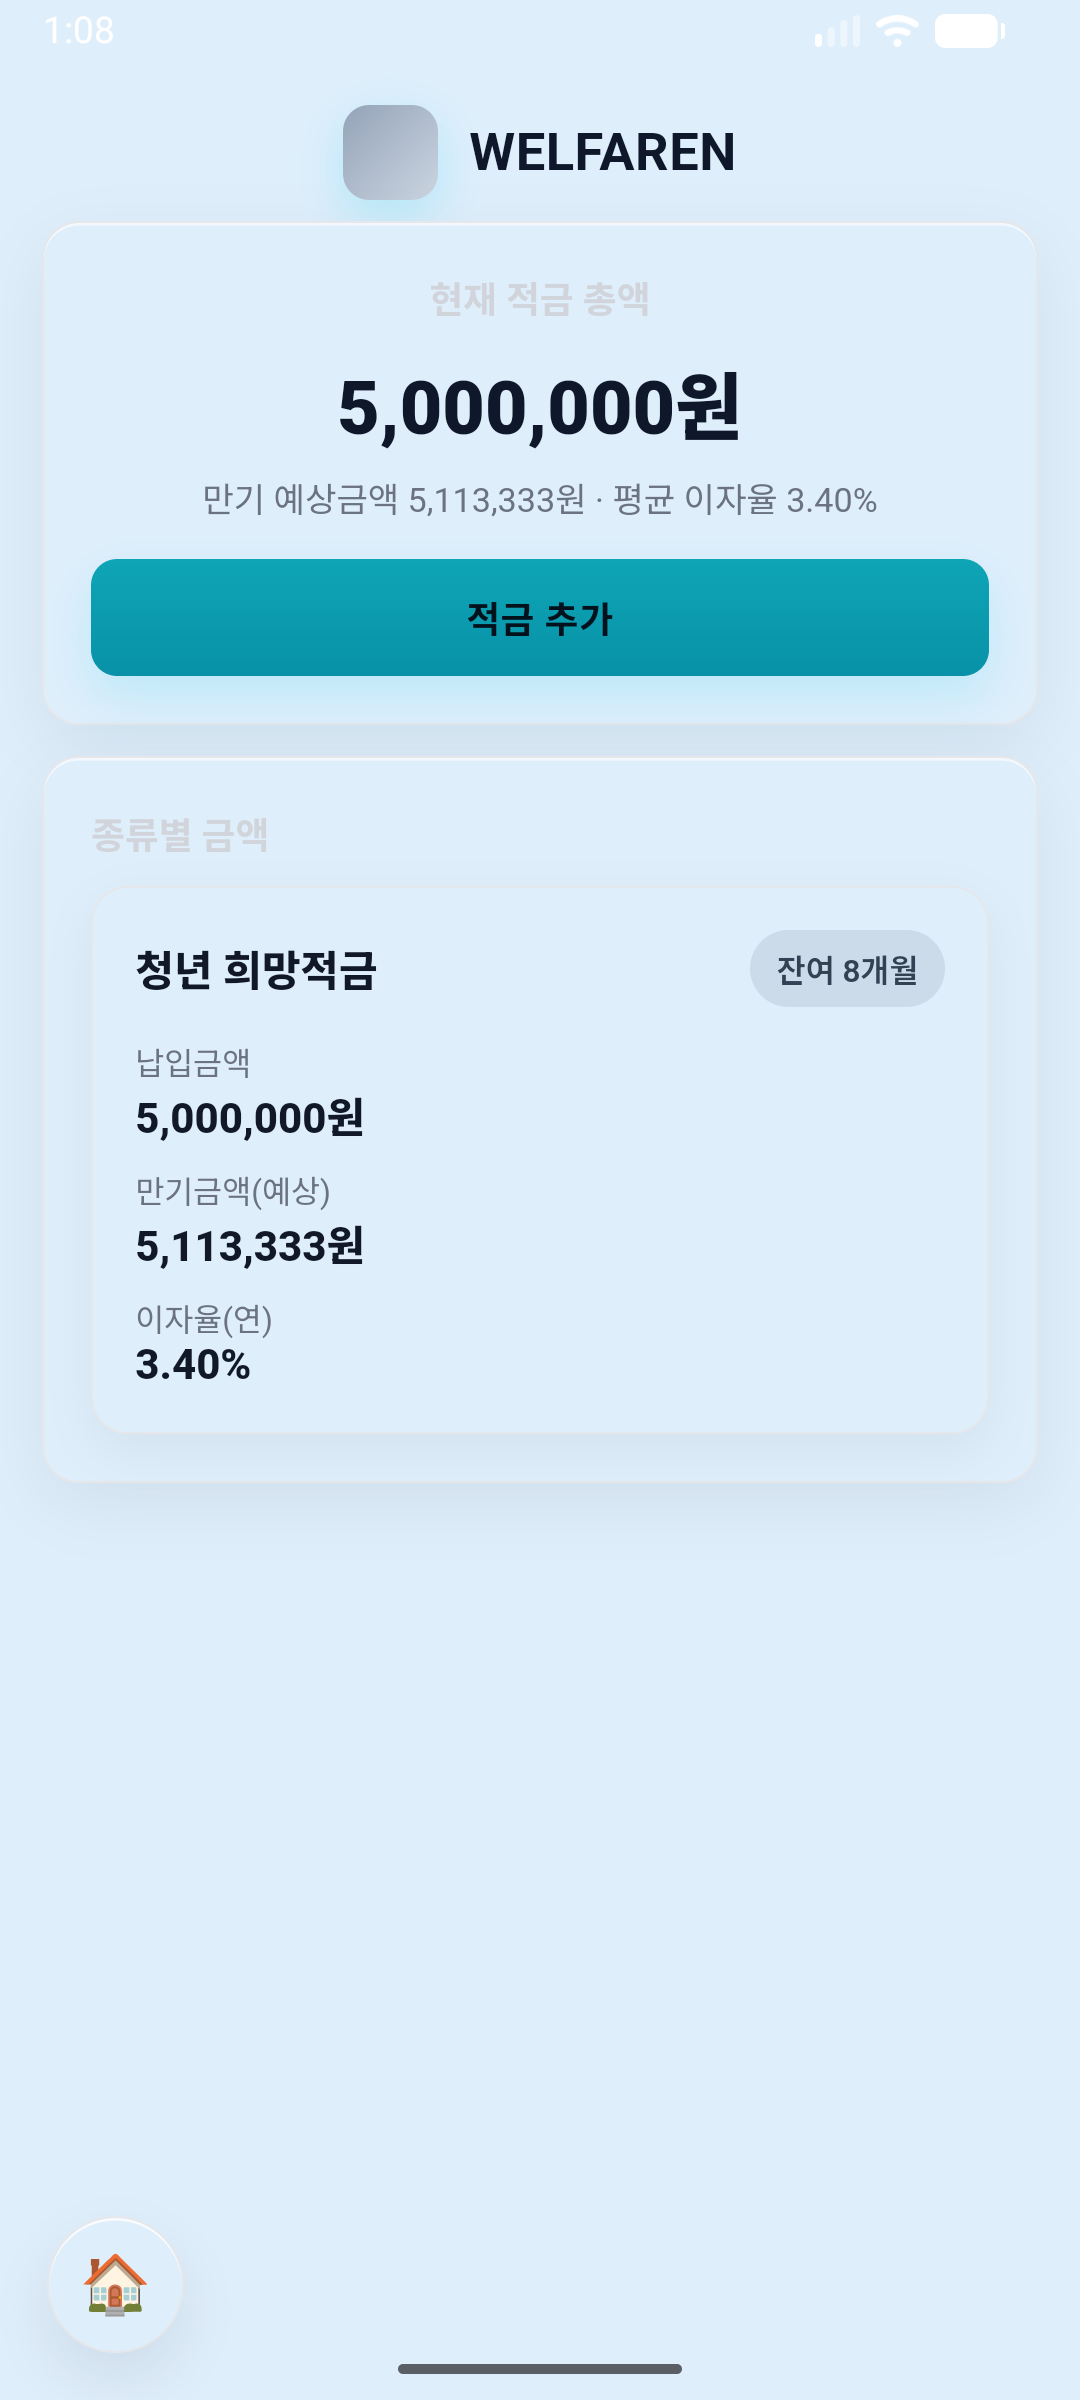 1:08
WELFAREN
현재 적금 총액
5,000,000원
만기 예상금액 5,113,333원 · 평균 이자율 3.40%
적금 추가
종류별 금액
청년 희망적금
잔여 8개월
납입금액
5,000,000원
만기금액(예상)
5,113,333원
이자율(연)
3.40%